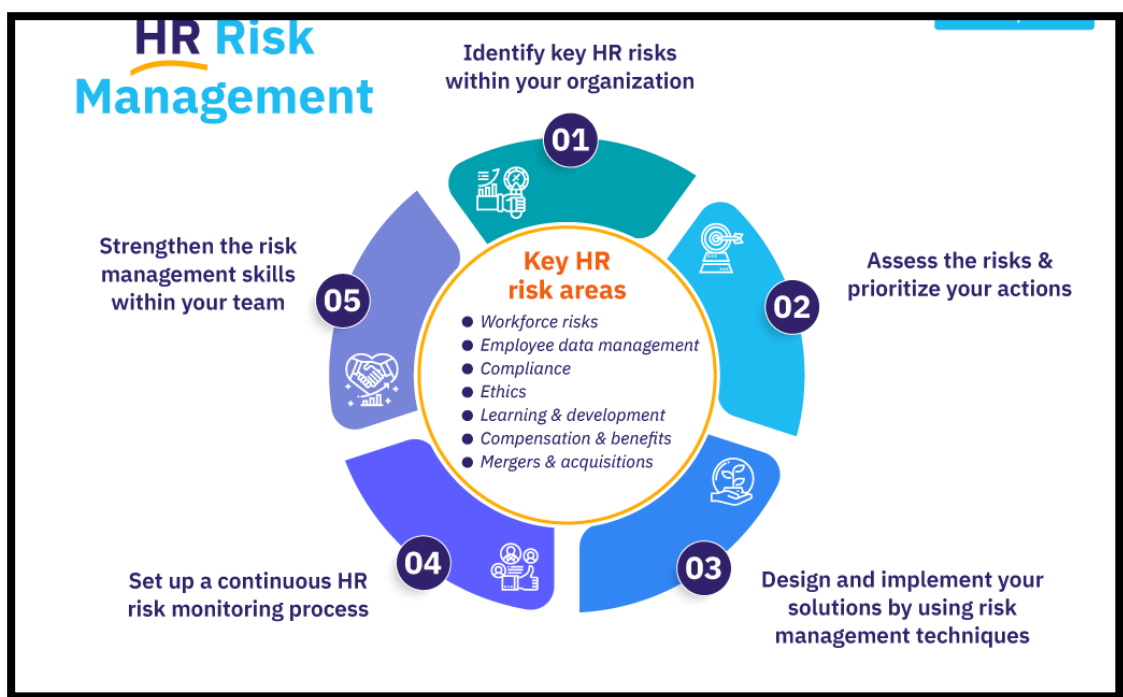 HR Risk
Management
01
Identify key HR risks
within your organization
02
Assess the risks &
prioritize your actions
03
Design and implement your
solutions by using risk
management techniques
04
Set up a continuous HR
risk monitoring process
05
Strengthen the risk
management skills
within your team
Key HR
risk areas
Workforce risks
Employee data management
Compliance
Ethics
Learning & development
Compensation & benefits
Mergers & acquisitions